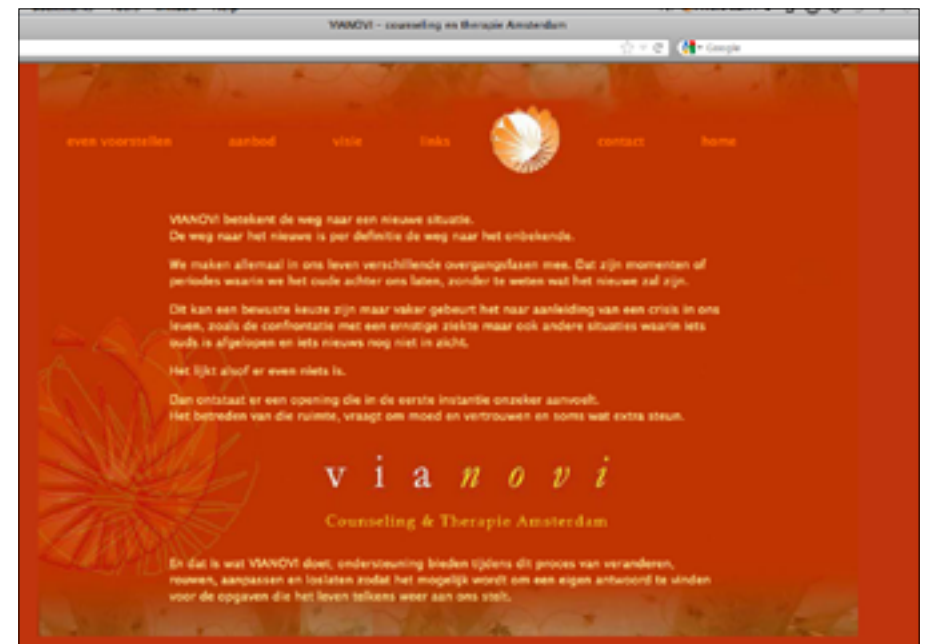 VIANOVI – counseling en therapie Amsterdam
Google
even voorstellen aanbod visie links contact home
VIANOVI betekent de weg naar een nieuwe situatie.
De weg naar het nieuwe is per definitie de weg naar het onbekende.
We maken allemaal in ons leven verschillende overgangsfasen mee. Dat zijn momenten of
periodes waarin we het oude achter ons laten, zonder te weten wat het nieuwe zal zijn.
Dit kan een bewuste keuze zijn maar vaker gebeurt het naar aanleiding van een crisis in ons
leven, zoals de confrontatie met een ernstige ziekte maar ook andere situaties waarin iets
ouds is afgelopen en iets nieuws nog niet in zicht.
Het lijkt alsof er even niets is.
Dan ontstaat er een opening die in de eerste instantie onzeker aanvoelt.
Het betreden van die ruimte, vraagt om moed en vertrouwen en soms wat extra steun.
via novi
Counseling & Therapie Amsterdam
En dat is wat VIANOVI doet; ondersteuning bieden tijdens dit proces van veranderen,
rouwen, aanpassen en loslaten zodat het mogelijk wordt om een eigen antwoord te vinden
voor de opgaven die het leven telkens weer aan ons stelt.